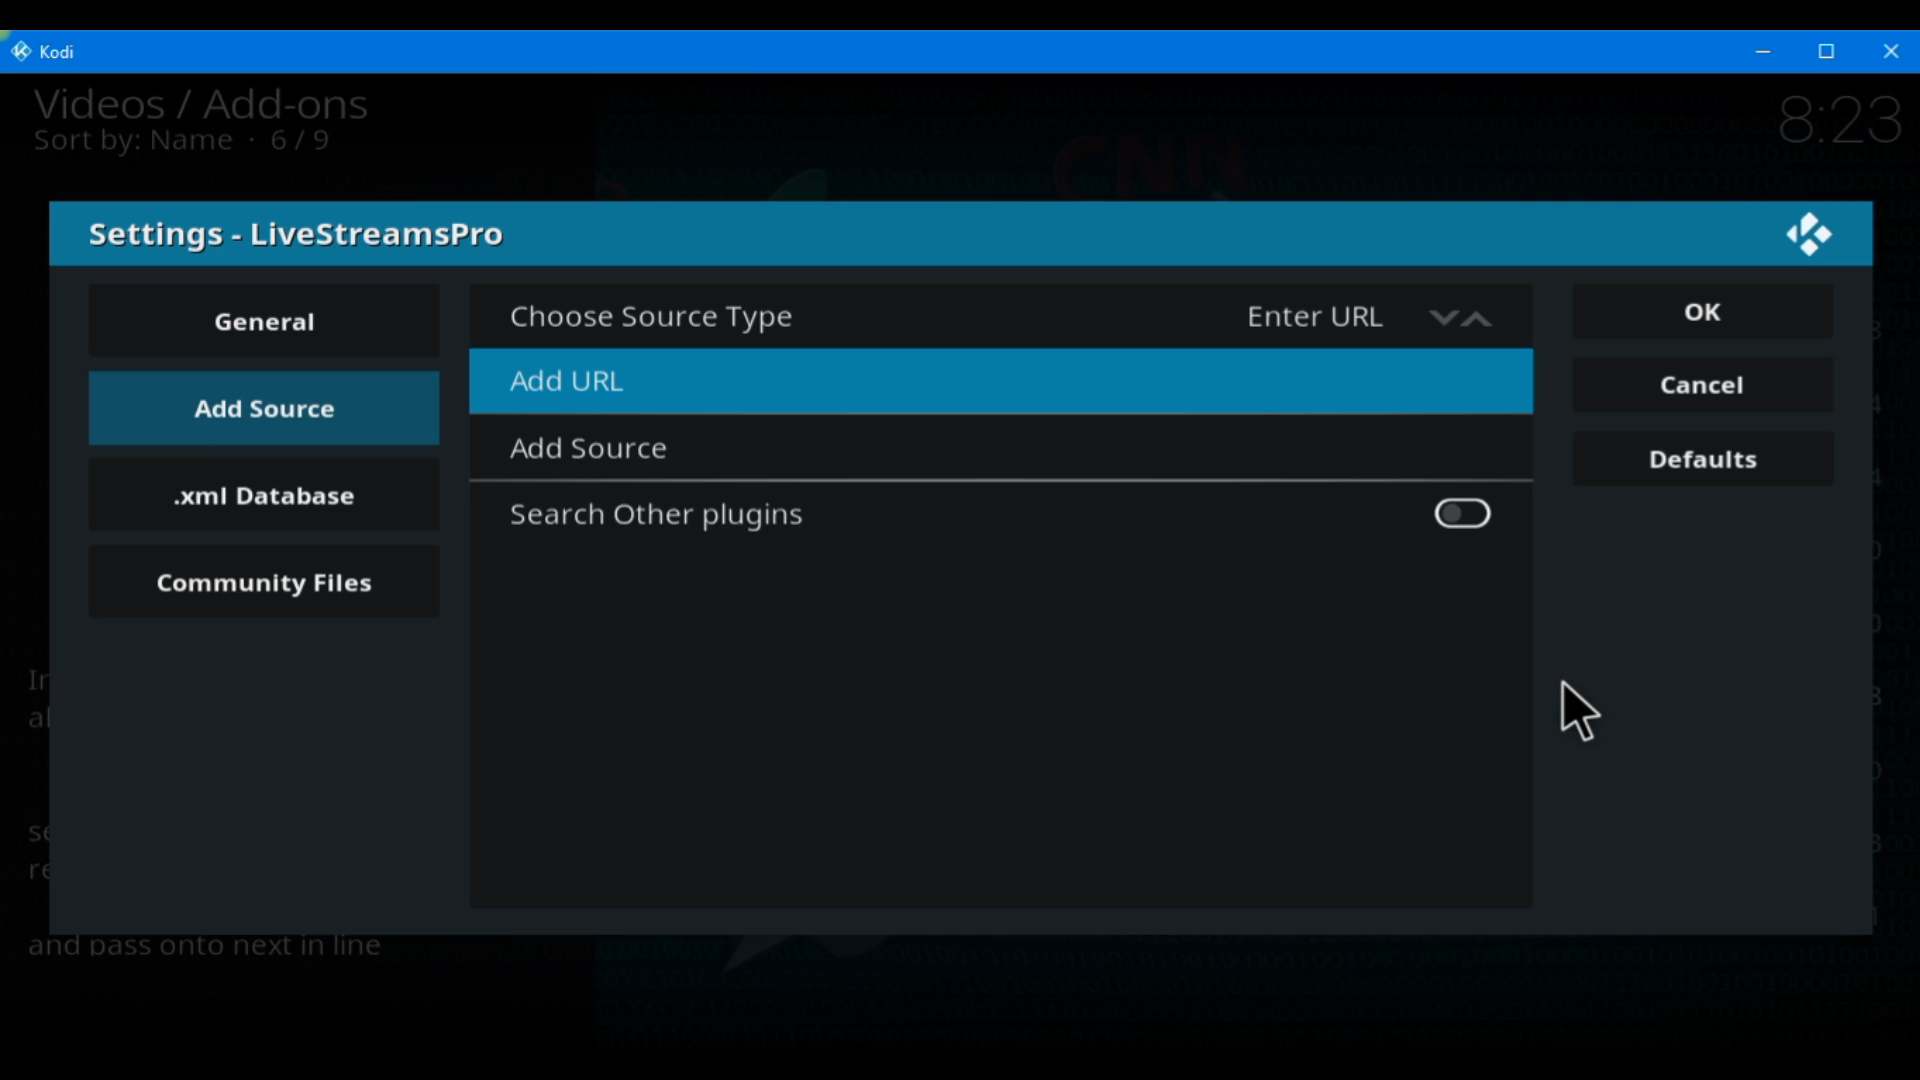 Kodi
Videos / Add-ons
Sort by: Name · 6 / 9
8:23
CNN
Settings - LiveStreamsPro
General
Add Source
.xml Database
Community Files
Choose Source Type
Enter URL
Add URL
Add Source
Search Other plugins
OK
Cancel
Defaults
and pass onto next in line